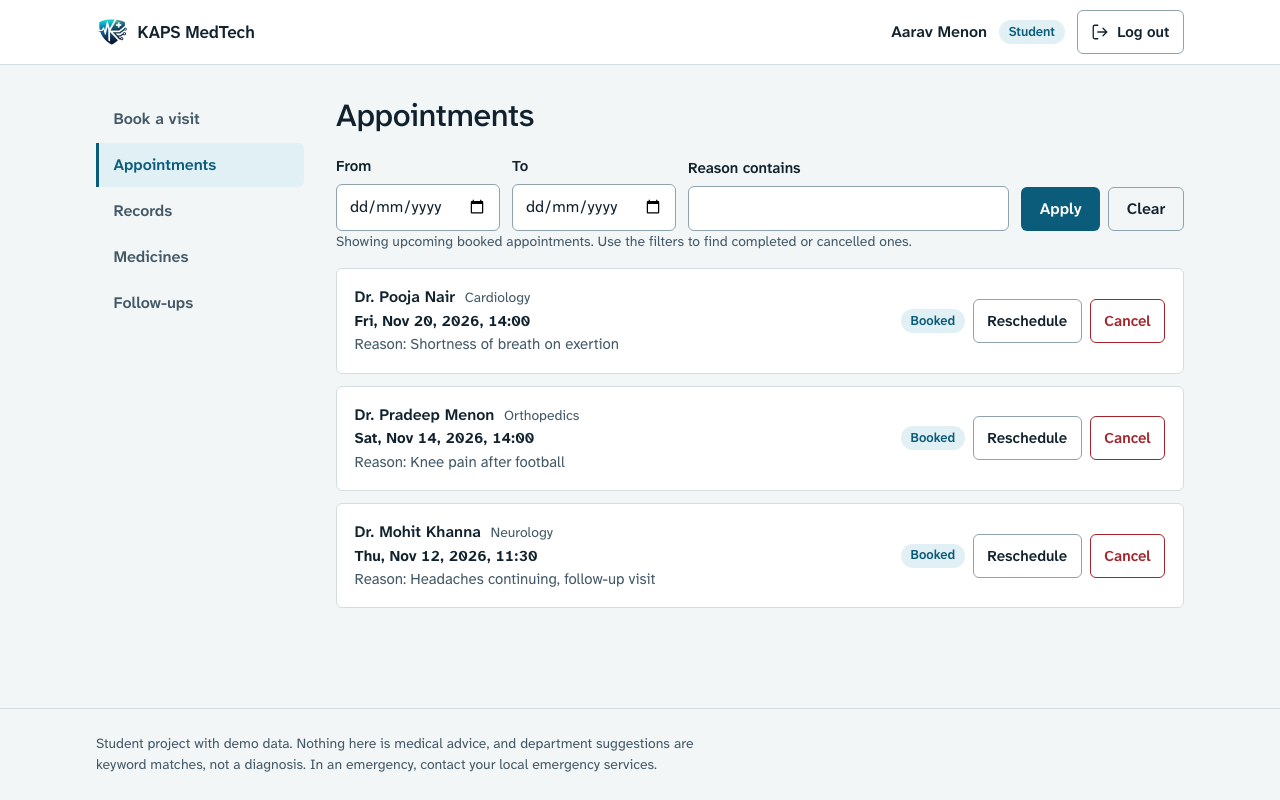 KAPS MedTech
Aarav Menon
Student
Log out
Book a visit
Appointments
Records
Medicines
Follow-ups
Appointments
From
To
Reason contains
dd/mm/yyyy
dd/mm/yyyy
Apply
Clear
Showing upcoming booked appointments. Use the filters to find completed or cancelled ones.
Dr. Pooja Nair Cardiology
Fri, Nov 20, 2026, 14:00
Reason: Shortness of breath on exertion
Booked
Reschedule
Cancel
Dr. Pradeep Menon Orthopedics
Sat, Nov 14, 2026, 14:00
Reason: Knee pain after football
Booked
Reschedule
Cancel
Dr. Mohit Khanna Neurology
Thu, Nov 12, 2026, 11:30
Reason: Headaches continuing, follow-up visit
Booked
Reschedule
Cancel
Student project with demo data. Nothing here is medical advice, and department suggestions are
keyword matches, not a diagnosis. In an emergency, contact your local emergency services.